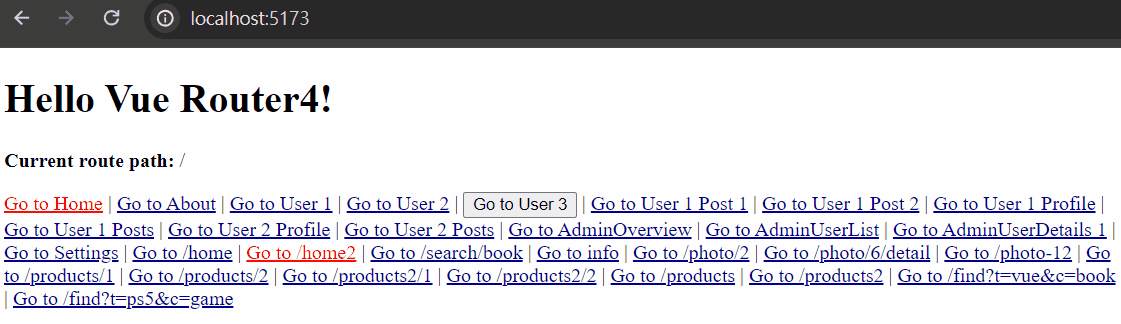 localhost:5173
Hello Vue Router4!
Current route path: /
Go to Home | Go to About | Go to User 1 | Go to User 2 | Go to User 3 | Go to User 1 Post 1 | Go to User 1 Post 2 | Go to User 1 Profile |
Go to User 1 Posts | Go to User 2 Profile | Go to User 2 Posts | Go to AdminOverview | Go to AdminUserList | Go to AdminUserDetails 1 |
Go to Settings | Go to /home | Go to /home2 | Go to /search/book | Go to info | Go to /photo/2 | Go to /photo/6/detail | Go to /photo-12 | Go
to /products/1 | Go to /products/2 | Go to /products2/1 | Go to /products2/2 | Go to /products | Go to /products2 | Go to /find?t=vue&c=book
| Go to /find?t=ps5&c=game